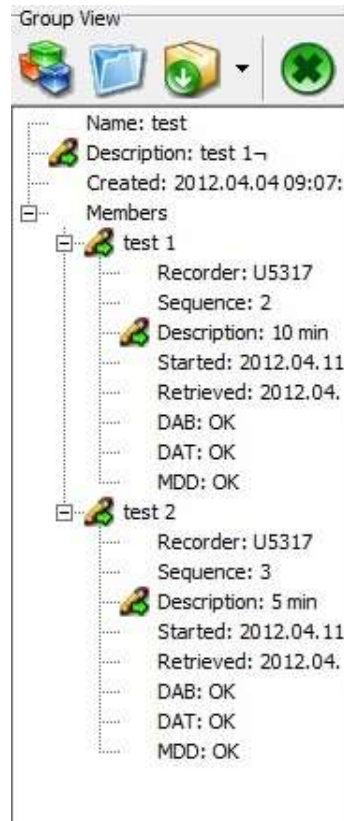 Group View
Name: test
Description: test 1¬
Created: 2012.04.04 09:07:
Members
test 1
Recorder: U5317
Sequence: 2
Description: 10 min
Started: 2012.04.11
Retrieved: 2012.04.
DAB: OK
DAT: OK
MDD: OK
test 2
Recorder: U5317
Sequence: 3
Description: 5 min
Started: 2012.04.11
Retrieved: 2012.04.
DAB: OK
DAT: OK
MDD: OK